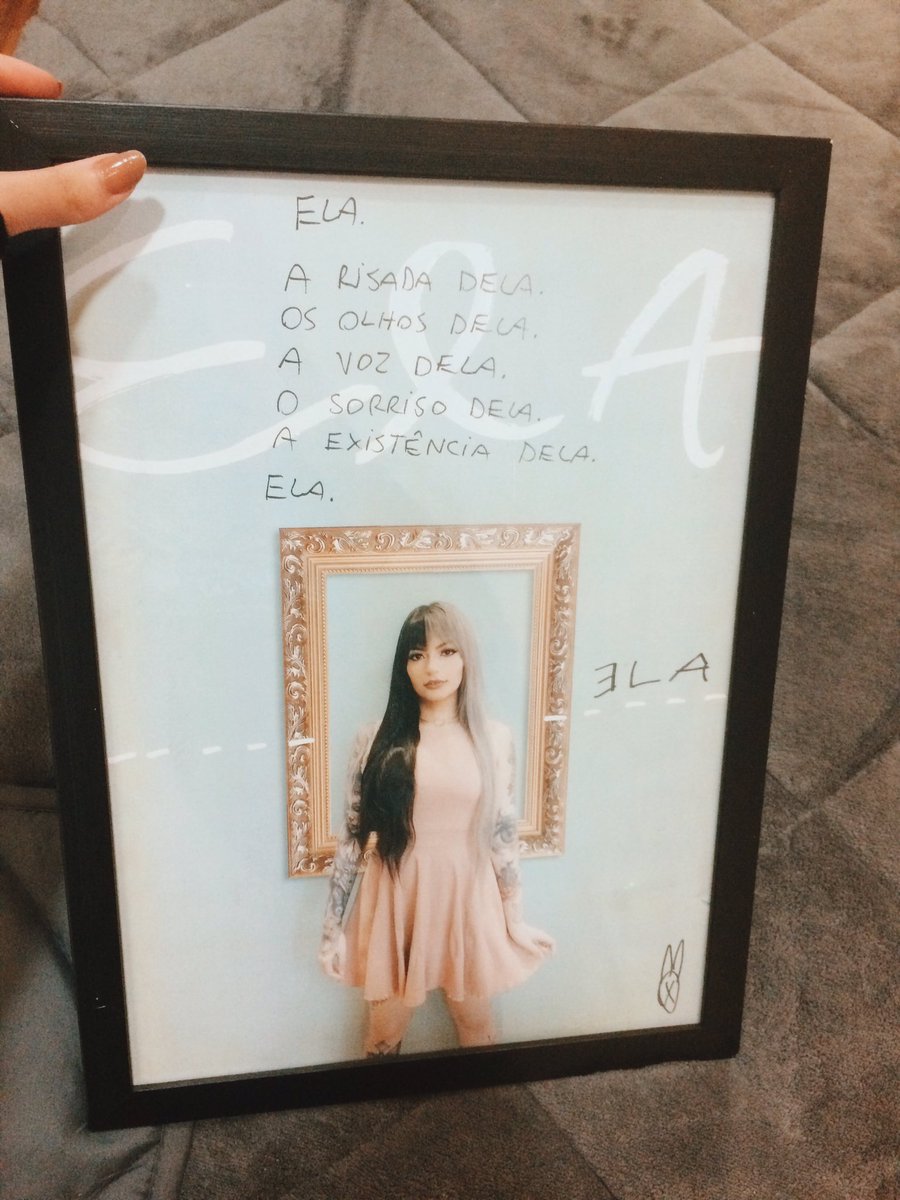 ELA.
ElA
A RISADA DELA.
OS OLHOS DELA.
A VOZ DELA.
O SORRISO DELA.
A EXISTÊNCIA DELA.
ELA.
ƎLA